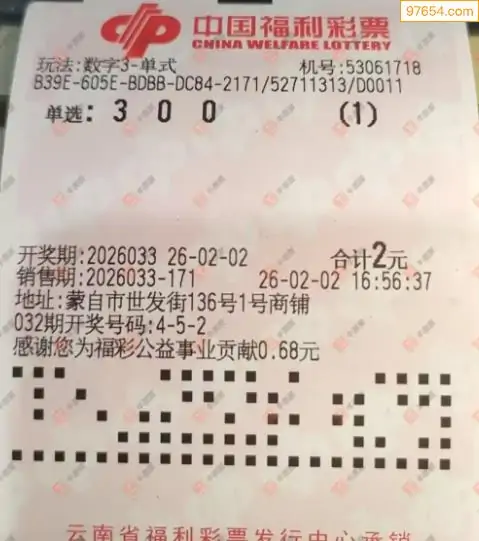 97654.com
中国福利彩票
CHINA WELFARE LOTTERY
玩法:数字3-单式 机号:53061718
B39E-605E-BDBB-DC84-2171/52711313/D0011
单选: 3 0 0 (1)
开奖期:2026033 26-02-02 合计2元
销售期:2026033-171 26-02-02 16:56:37
地址:蒙自市世发街136号1号商铺
032期开奖号码:4-5-2
感谢您为福彩公益事业贡献0.68元
云南省福利彩票发行中心承销